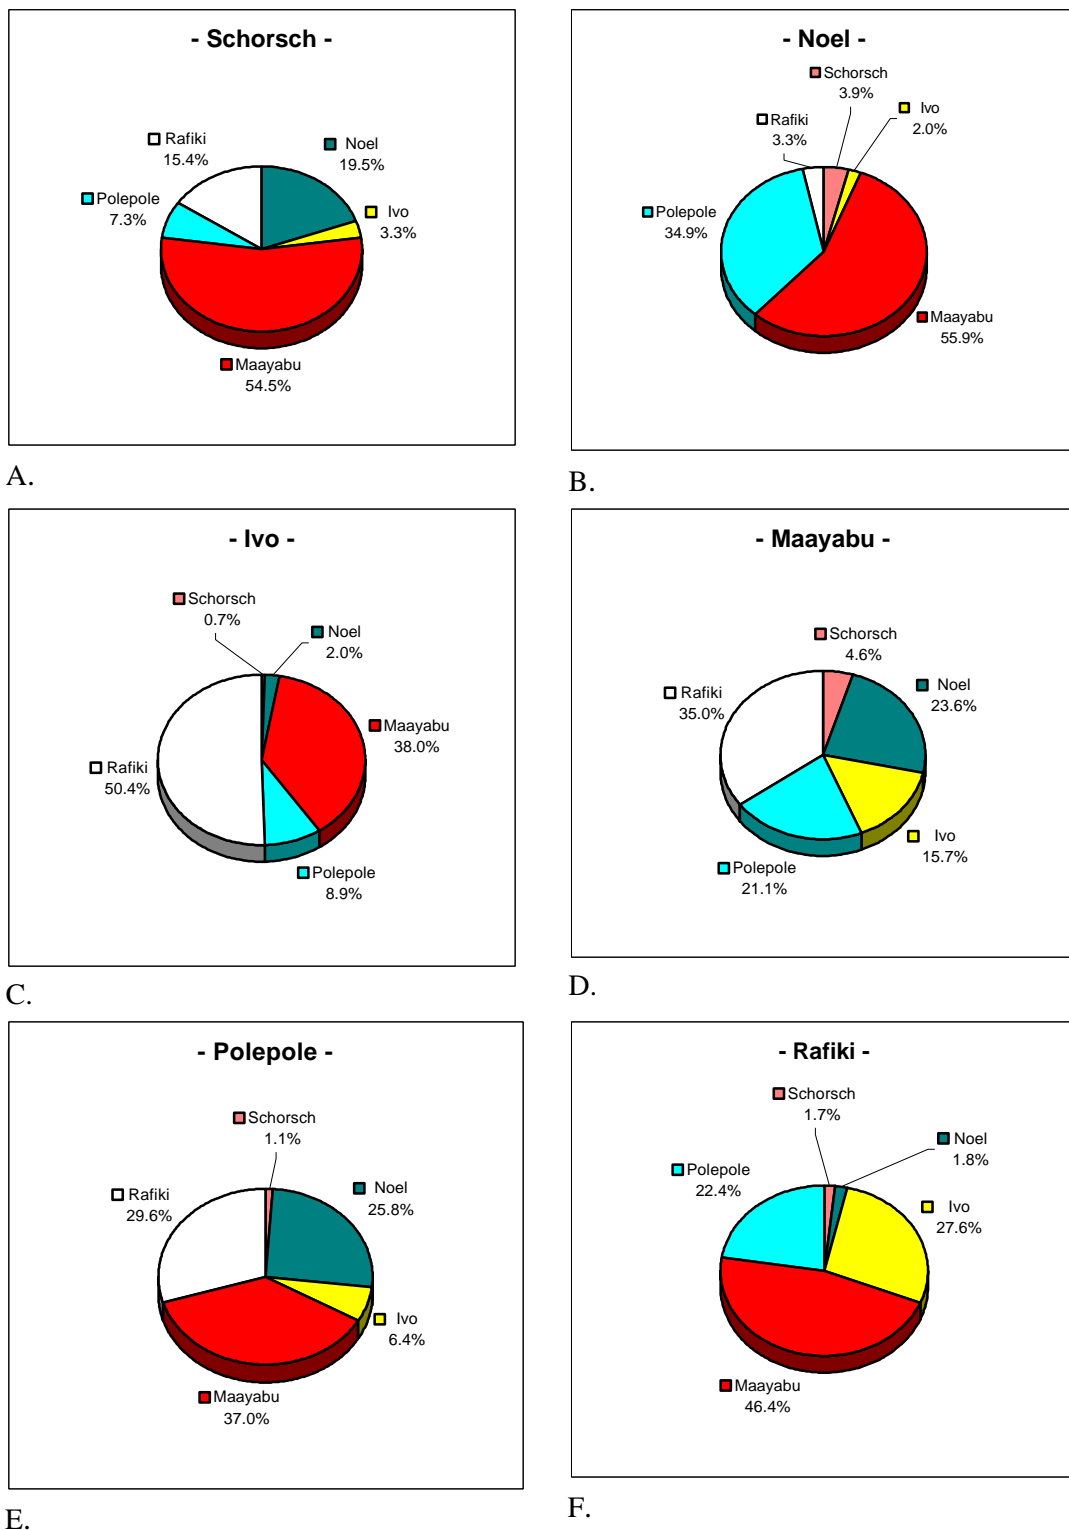 - Schorsch -
Rafiki
15.4%
Noel
19.5%
Polepole
7.3%
Ivo
3.3%
Maayabu
54.5%
A.
- Noel -
Schorsch
3.9%
Ivo
2.0%
Rafiki
3.3%
Polepole
34.9%
Maayabu
55.9%
B.
- Ivo -
Schorsch
0.7%
Noel
2.0%
Maayabu
38.0%
Rafiki
50.4%
Polepole
8.9%
C.
- Maayabu -
Schorsch
4.6%
Noel
23.6%
Rafiki
35.0%
Ivo
15.7%
Polepole
21.1%
D.
- Polepole -
Schorsch
1.1%
Noel
25.8%
Rafiki
29.6%
Ivo
6.4%
Maayabu
37.0%
E.
- Rafiki -
Schorsch
1.7%
Noel
1.8%
Polepole
22.4%
Ivo
27.6%
Maayabu
46.4%
F.